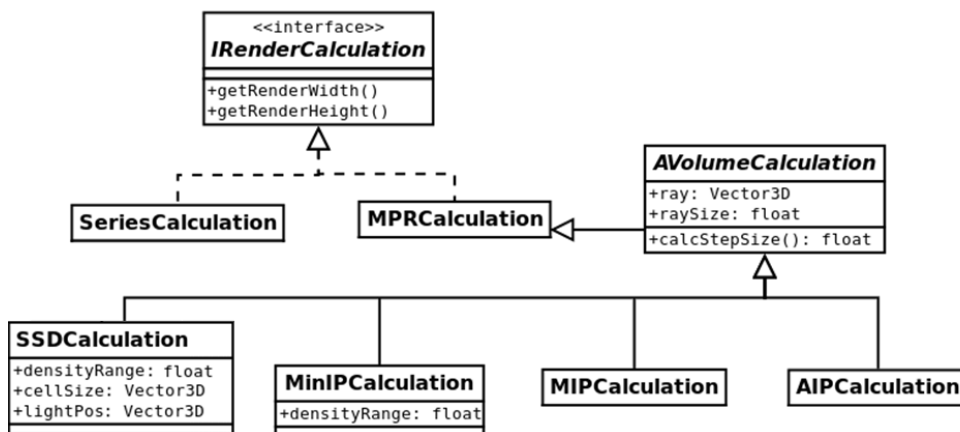 <<interface>>
IRenderCalculation
+getRenderWidth()
+getRenderHeight()
AVolumeCalculation
+ray: Vector3D
+raySize: float
+calcStepSize(): float
SeriesCalculation
MPRCalculation
SSDCalculation
+densityRange: float
+cellSize: Vector3D
+lightPos: Vector3D
MinIPCalculation
+densityRange: float
MIPCalculation
AIPCalculation